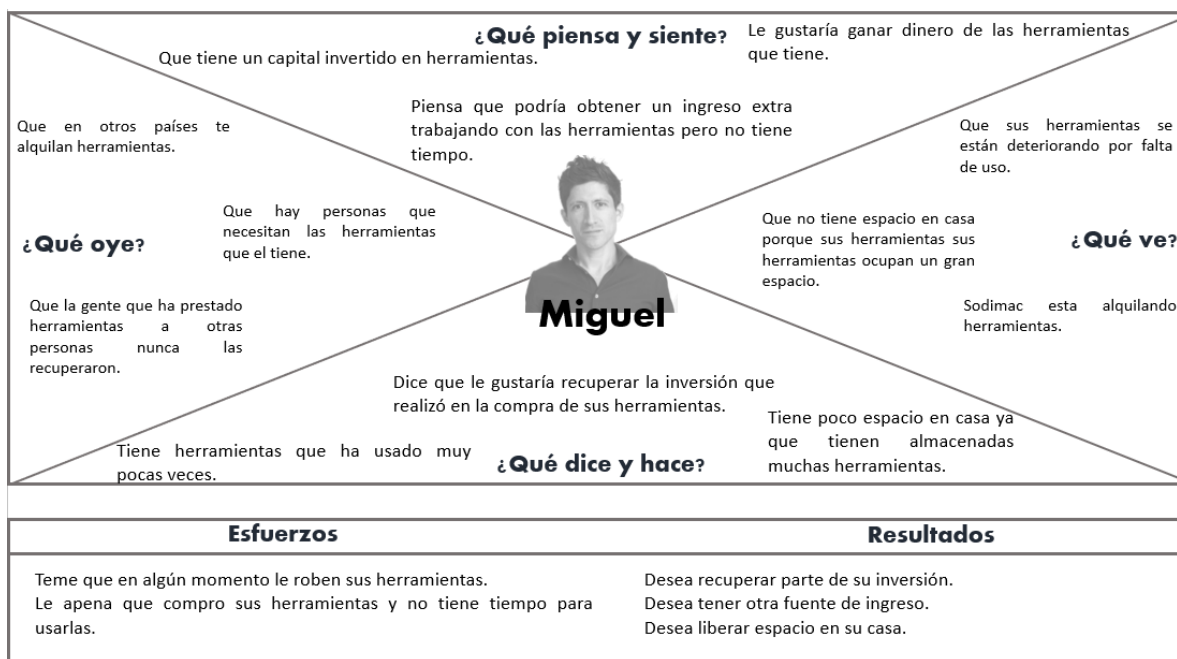 ¿Qué piensa y siente?
Que tiene un capital invertido en herramientas.
Le gustaría ganar dinero de las herramientas
que tiene.
Piensa que podría obtener un ingreso extra
trabajando con las herramientas pero no tiene
tiempo.
Que en otros países te
alquilan herramientas.
Que hay personas que
necesitan las herramientas
que el tiene.
¿Qué oye?
Que la gente que ha prestado
herramientas a otras
personas nunca las
recuperaron.
Que sus herramientas se
están deteriorando por falta
de uso.
Que no tiene espacio en casa
porque sus herramientas sus
herramientas ocupan un gran
espacio.
¿Qué ve?
Sodimac esta alquilando
herramientas.
Miguel
Dice que le gustaría recuperar la inversión que
realizó en la compra de sus herramientas.
Tiene herramientas que ha usado muy
pocas veces.
¿Qué dice y hace?
Tiene poco espacio en casa ya
que tienen almacenadas
muchas herramientas.
Esfuerzos
Teme que en algún momento le roben sus herramientas.
Le apena que compro sus herramientas y no tiene tiempo para
usarlas.
Resultados
Desea recuperar parte de su inversión.
Desea tener otra fuente de ingreso.
Desea liberar espacio en su casa.